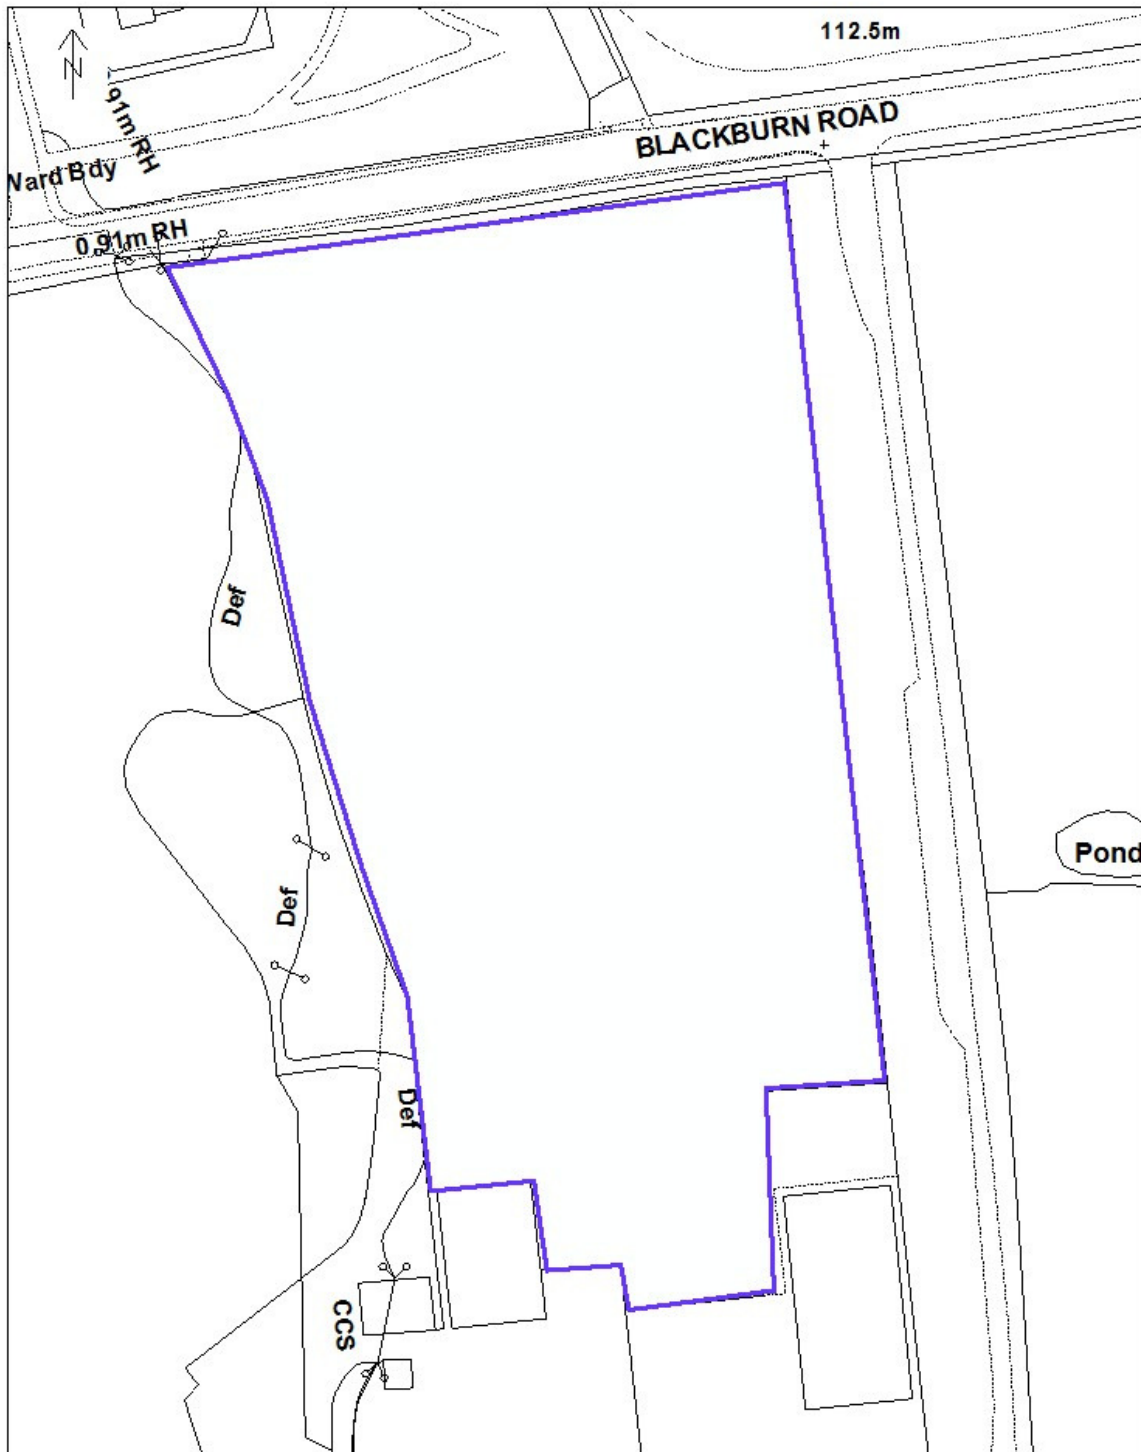 112.5m
N
91m RH
BLACKBURN ROAD
Ward Bdy
0.91m RH
Def
Pond
Def
Def
CCS